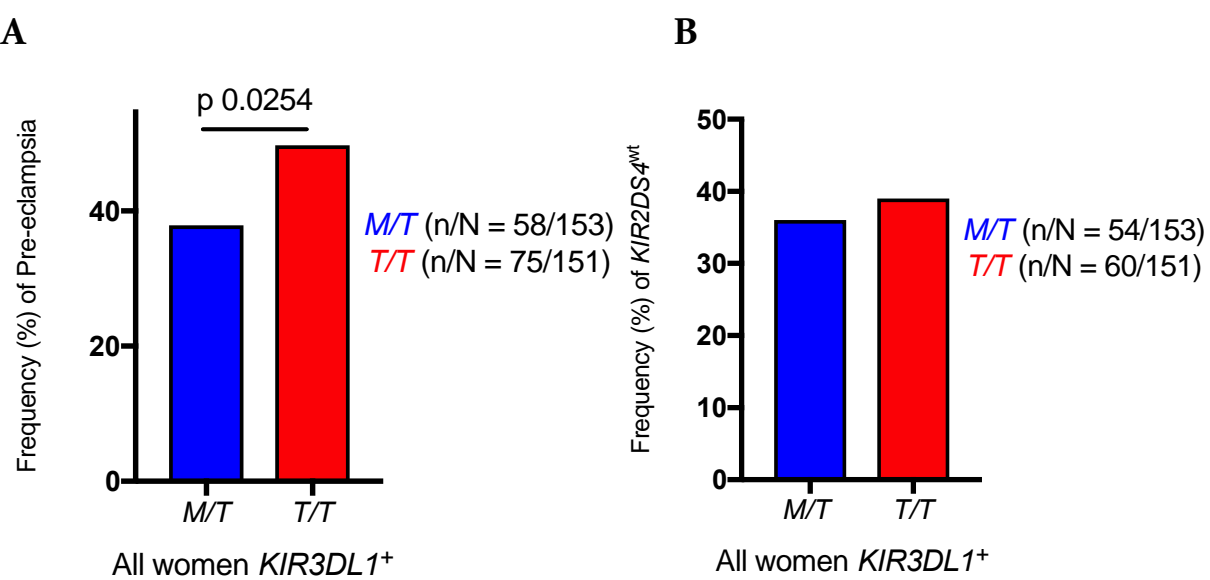 A
Frequency (%) of Pre-eclampsia
p 0.0254
40
20
0
M/T (n/N = 58/153)
T/T (n/N = 75/151)
M/T T/T
All women KIR3DL1⁺
B
Frequency (%) of KIR2DS4ʷᵗ
50
40
30
20
10
0
M/T (n/N = 54/153)
T/T (n/N = 60/151)
M/T T/T
All women KIR3DL1⁺